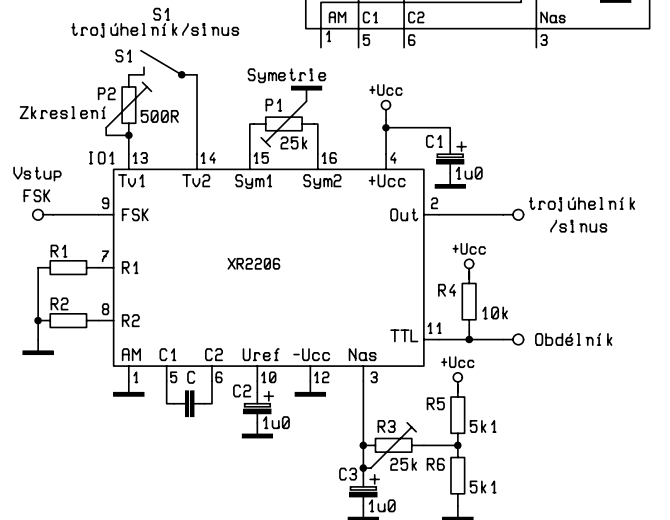 AM C1 C2 Nas
1 5 6 3
S1
trojúhelník/sinus
S1
P2
Zkreslení
500R
Symetrie
P1
25k
+Ucc
C1
+
1u0
IO1 13 14 15 16 4
Tv1 Tv2 Sym1 Sym2 +Ucc
Vstup
FSK
9
FSK
2
Out
trojúhelník
/sinus
XR2206
R1
7
R1
R2
8
R2
+Ucc
R4
10k
11
TTL
Obdélník
AM C1 C2 Uref -Ucc Nas
1 5 6 10 12 3
C
C2
+
1u0
+Ucc
R5
5k1
R3
25k
R6
5k1
C3
+
1u0